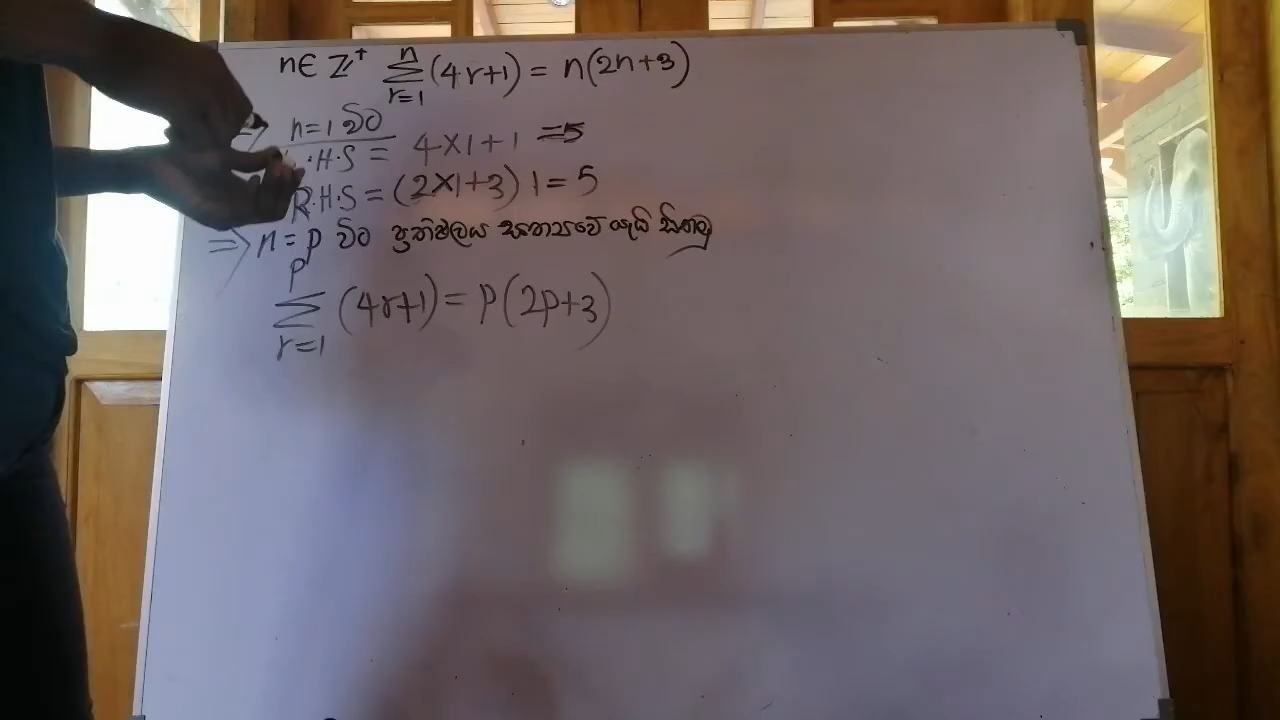 n∈ℤ⁺ ∑_{r=1}^{n} (4r+1) = n(2n+3)
⇒ n=1 විට
.H.S = 4×1+1 =5
R.H.S = (2×1+3) 1 = 5
⇒ n = p විට ප්‍රතිඵලය සත්‍යවේ යැයි සිතමු
∑_{r=1}^{p} (4r+1) = p(2p+3)